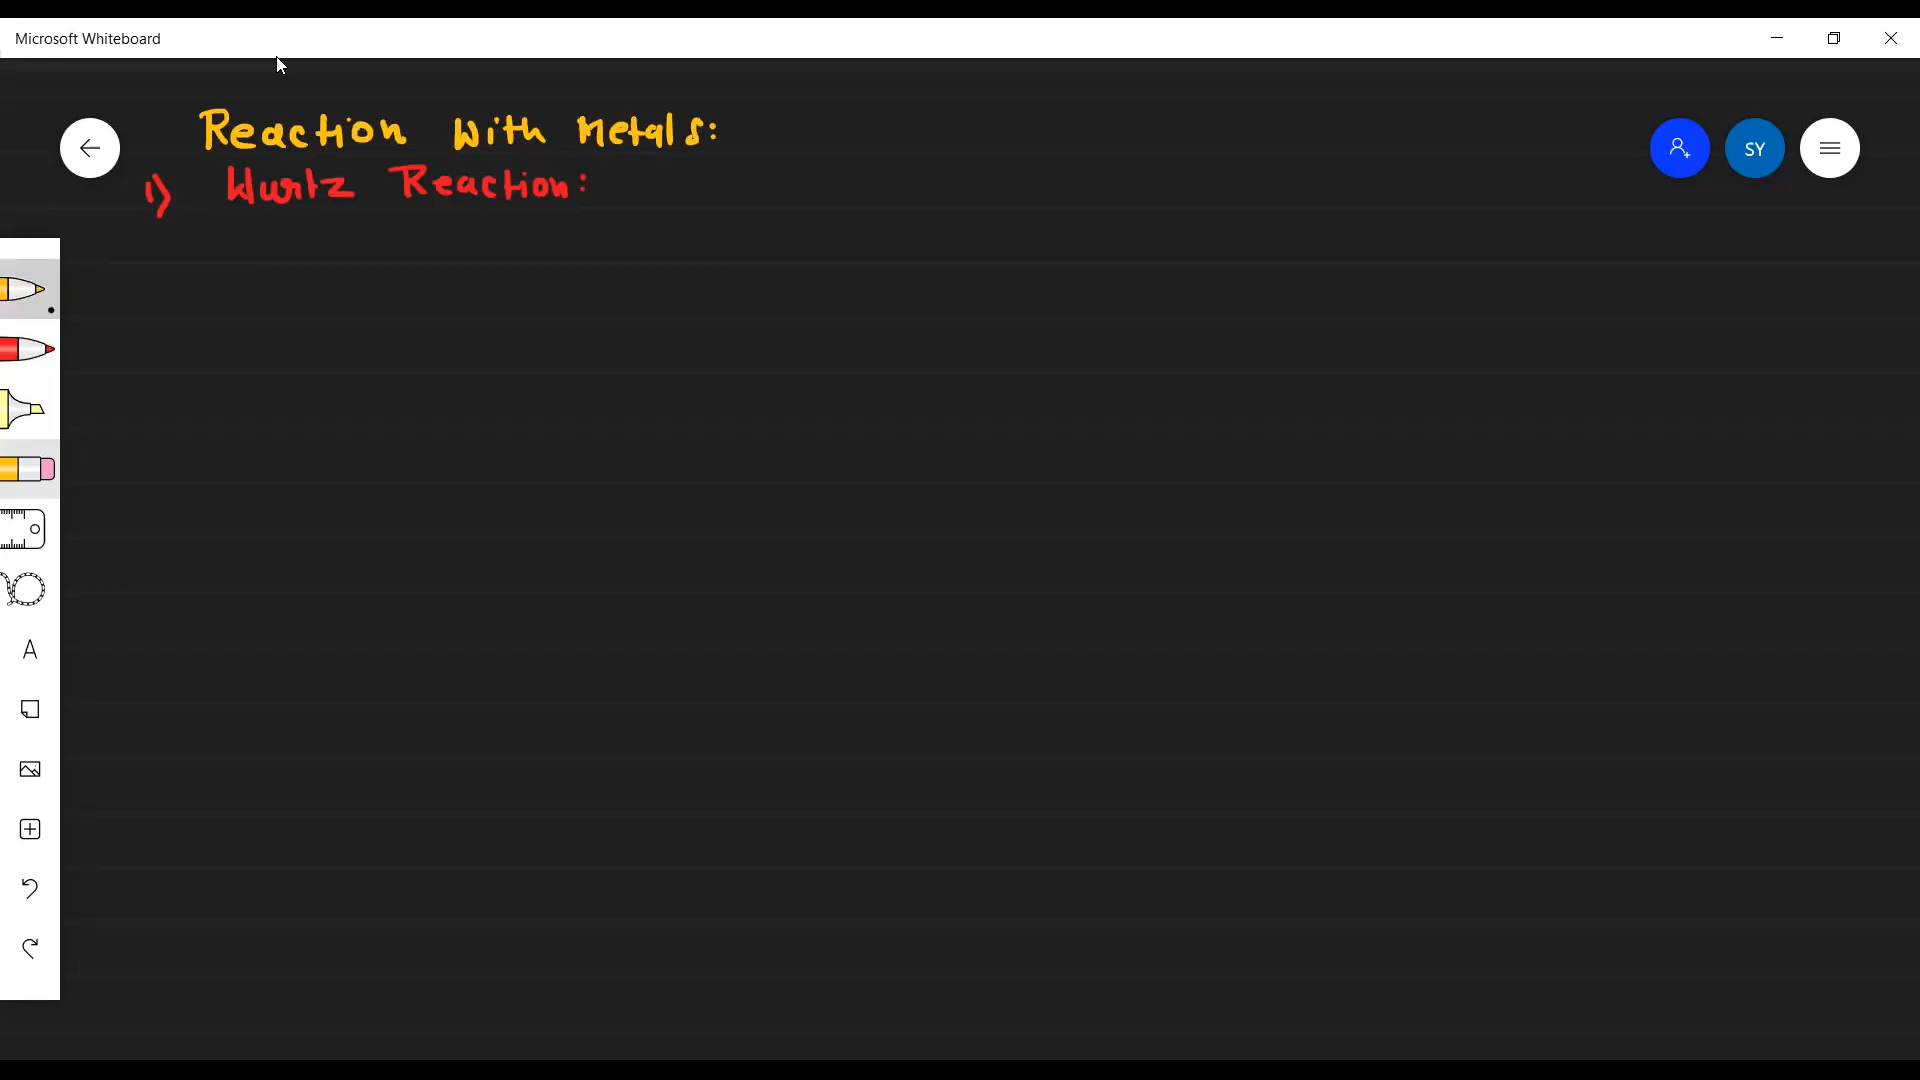 Microsoft Whiteboard
Reaction With Metals:
SY
1) Wurtz Reaction:
A